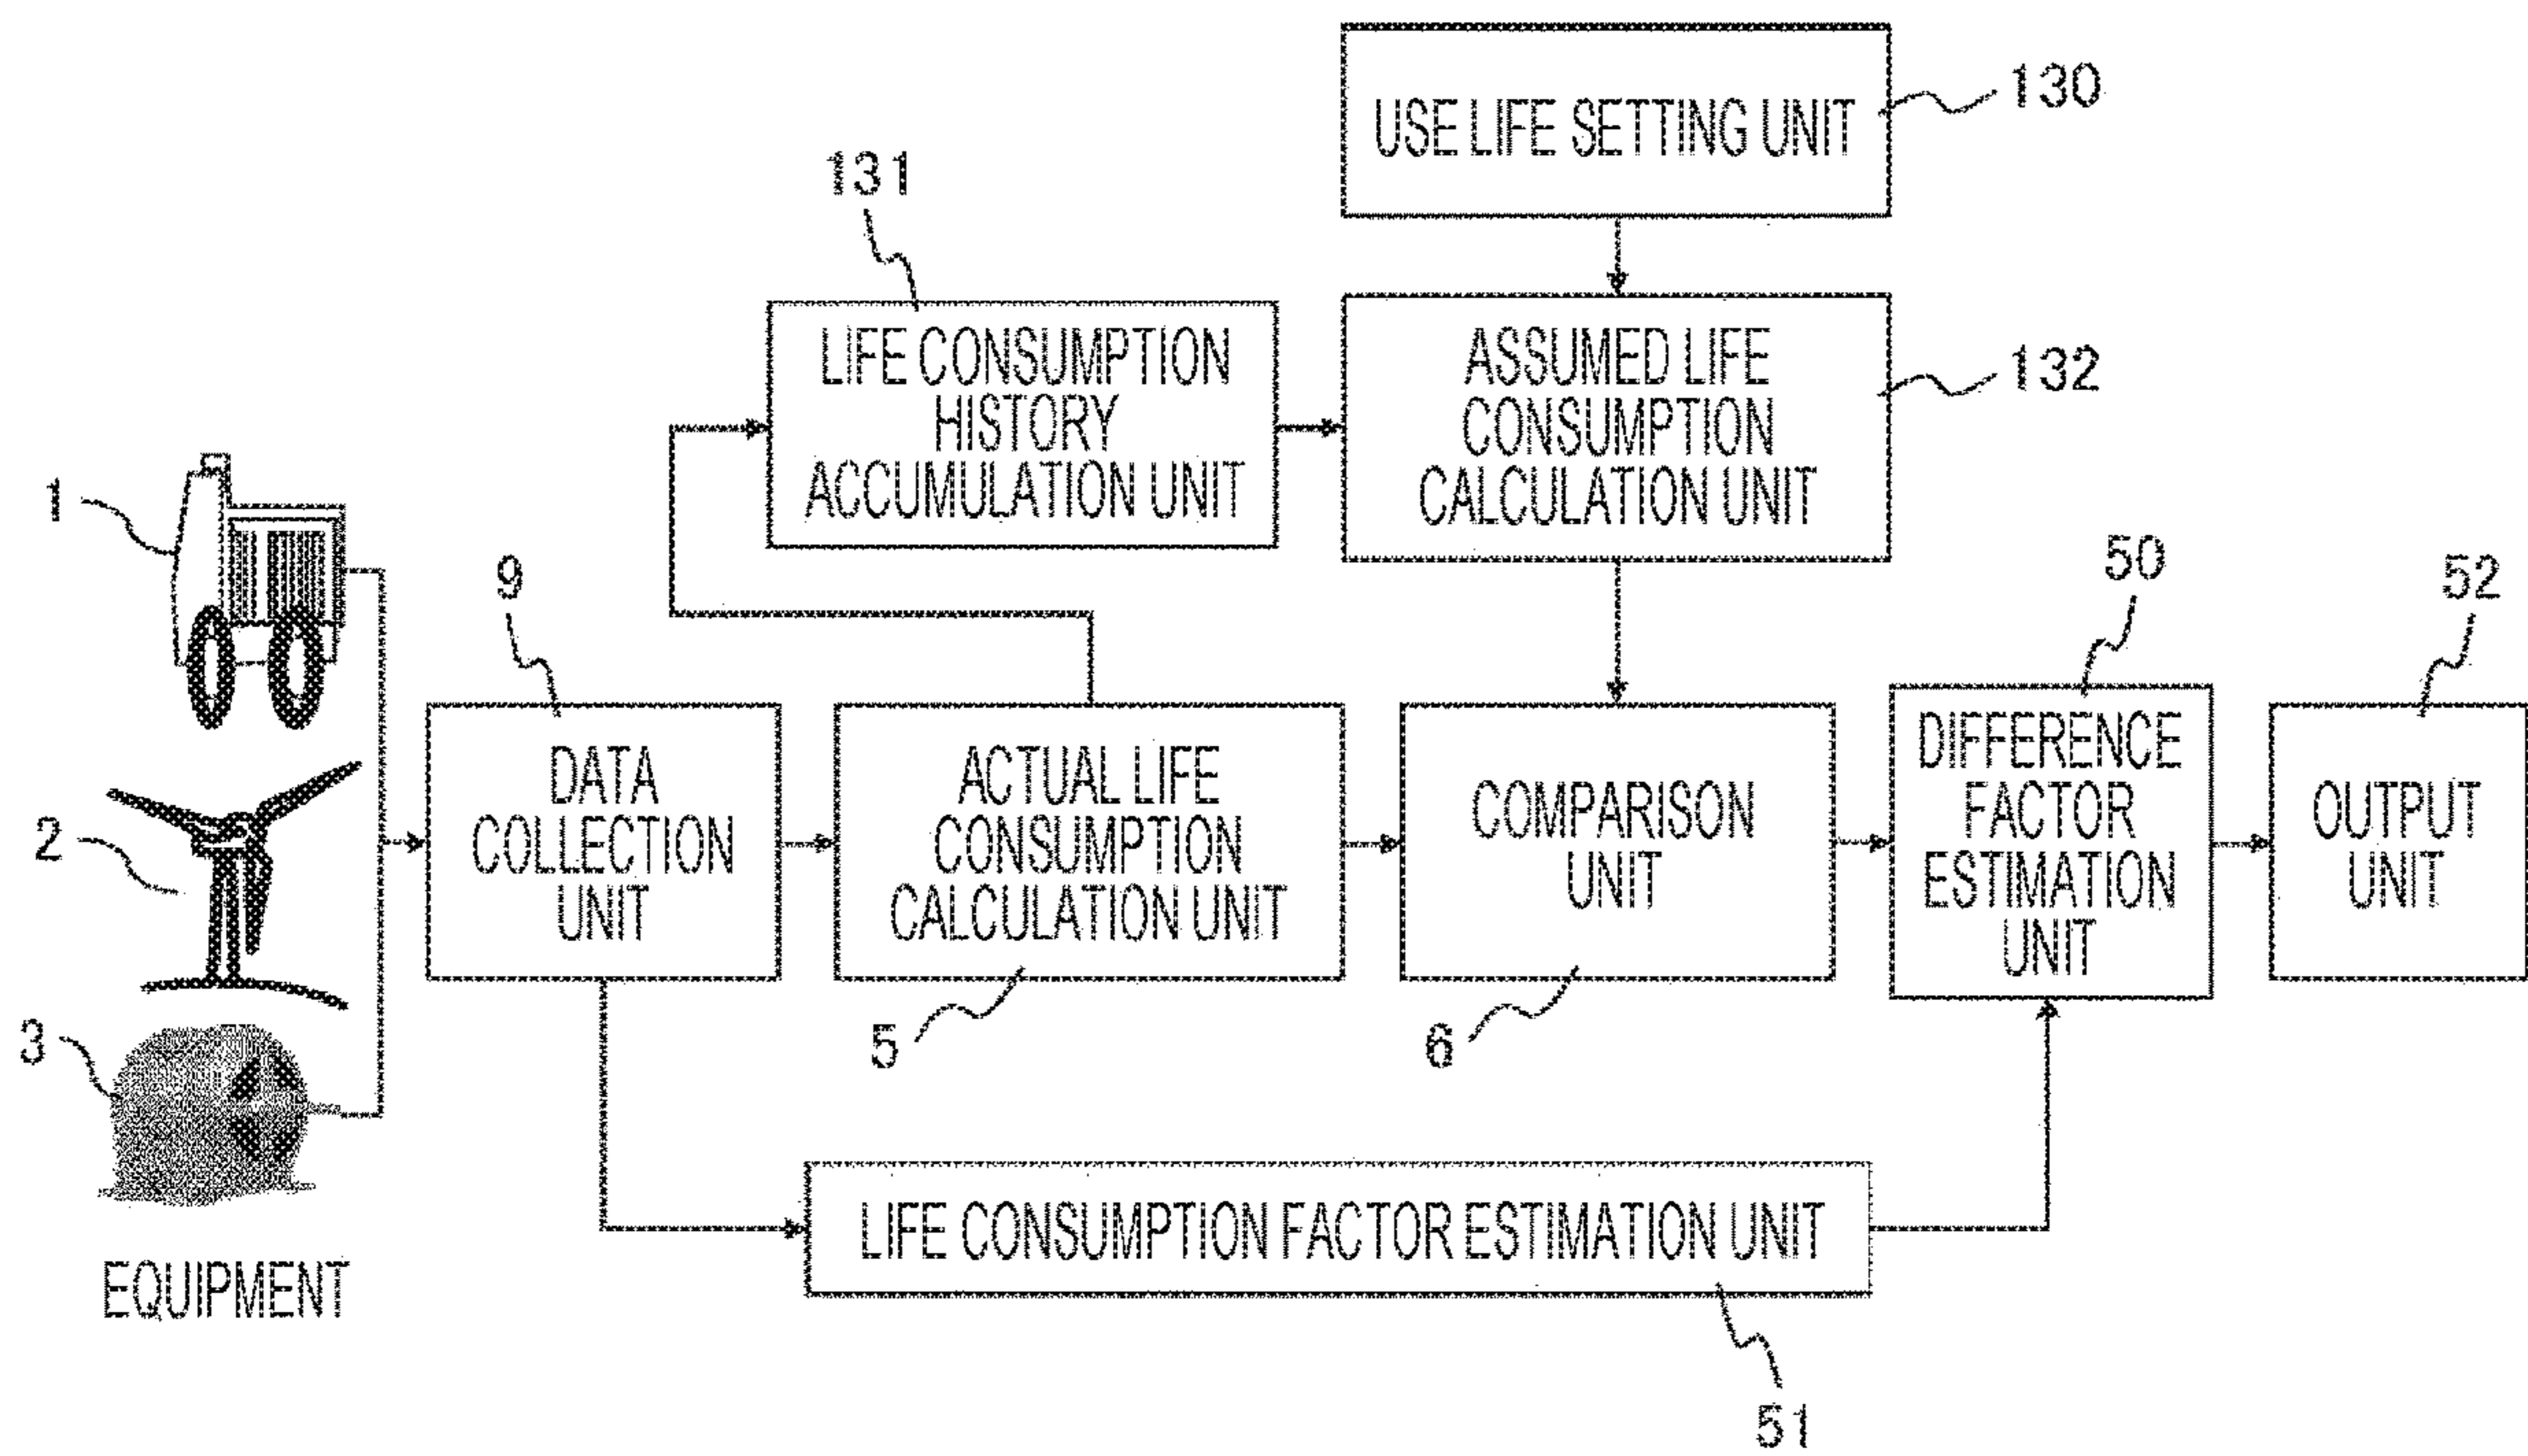 130
USE LIFE SETTING UNIT
131
LIFE CONSUMPTION
HISTORY
ACCUMULATION UNIT
ASSUMED LIFE
CONSUMPTION
CALCULATION UNIT
132
1
9
50
52
2
DATA
COLLECTION
UNIT
ACTUAL LIFE
CONSUMPTION
CALCULATION UNIT
COMPARISON
UNIT
DIFFERENCE
FACTOR
ESTIMATION
UNIT
OUTPUT
UNIT
3
5
6
LIFE CONSUMPTION FACTOR ESTIMATION UNIT
EQUIPMENT
51